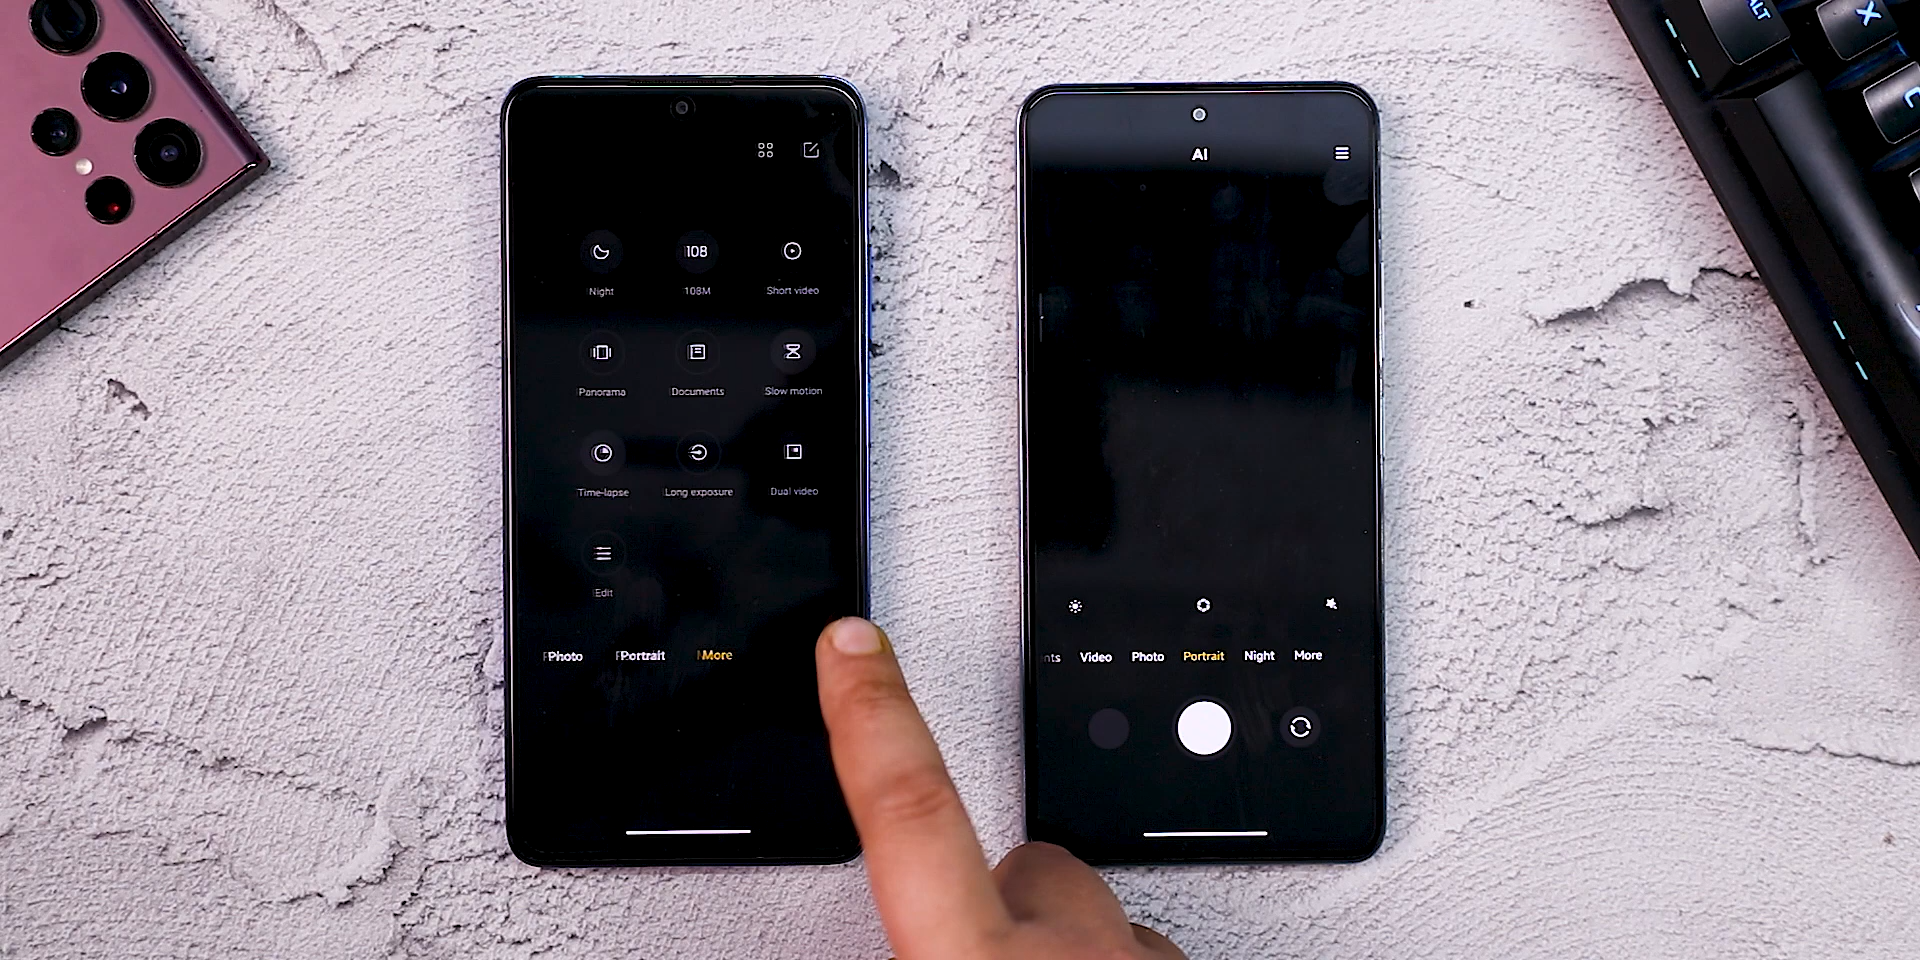 108
Night
108M
Short video
Panorama
Documents
Slow motion
Time-lapse
Long exposure
Dual video
Edit
Photo
Portrait
More
AI
nts
Video
Photo
Portrait
Night
More
ALT
X
C